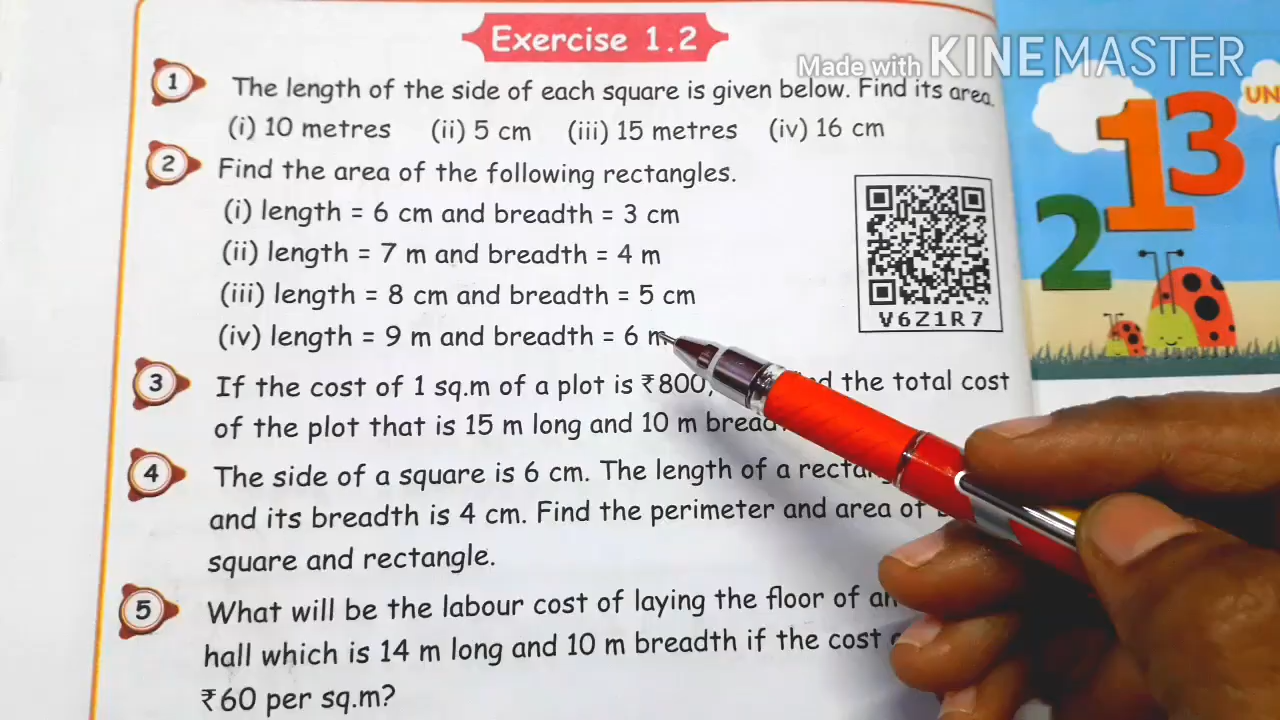 Exercise 1.2
Made with KINEMASTER
1 The length of the side of each square is given below. Find its area.
(i) 10 metres (ii) 5 cm (iii) 15 metres (iv) 16 cm
2 Find the area of the following rectangles.
(i) length = 6 cm and breadth = 3 cm
(ii) length = 7 m and breadth = 4 m
(iii) length = 8 cm and breadth = 5 cm
(iv) length = 9 m and breadth = 6 m
V6Z1R7
3 If the cost of 1 sq.m of a plot is ₹800, the total cost
of the plot that is 15 m long and 10 m
4 The side of a square is 6 cm. The length of a
and its breadth is 4 cm. Find the perimeter and area of
square and rectangle.
5 What will be the labour cost of laying the floor of
hall which is 14 m long and 10 m breadth if the cost
₹60 per sq.m?
UN
2 1 3